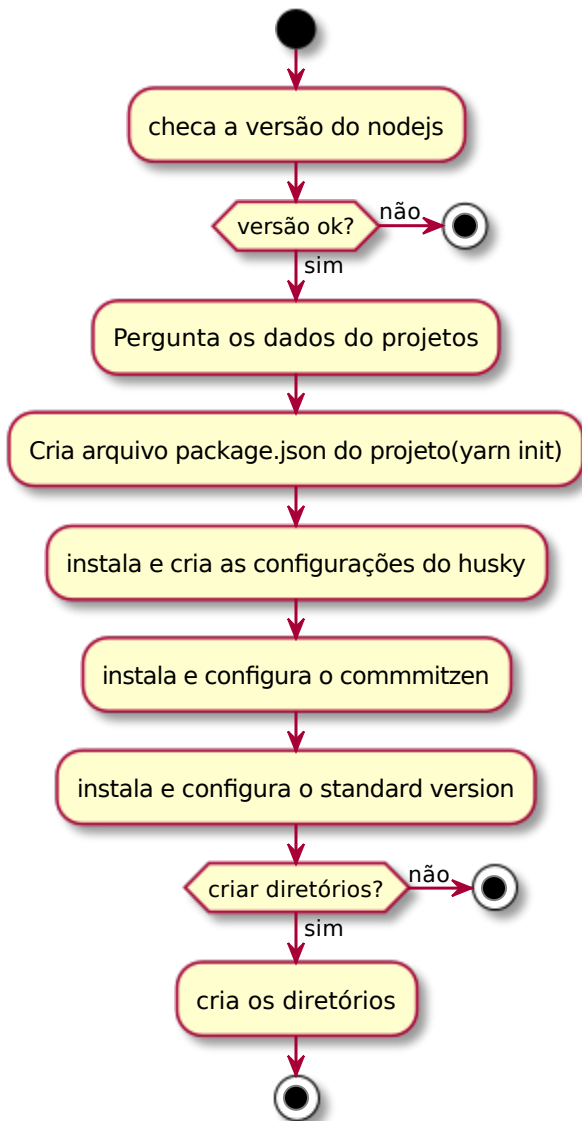 checa a versão do nodejs
versão ok?
não
sim
Pergunta os dados do projetos
Cria arquivo package.json do projeto(yarn init)
instala e cria as configurações do husky
instala e configura o commmitzen
instala e configura o standard version
criar diretórios?
não
sim
cria os diretórios